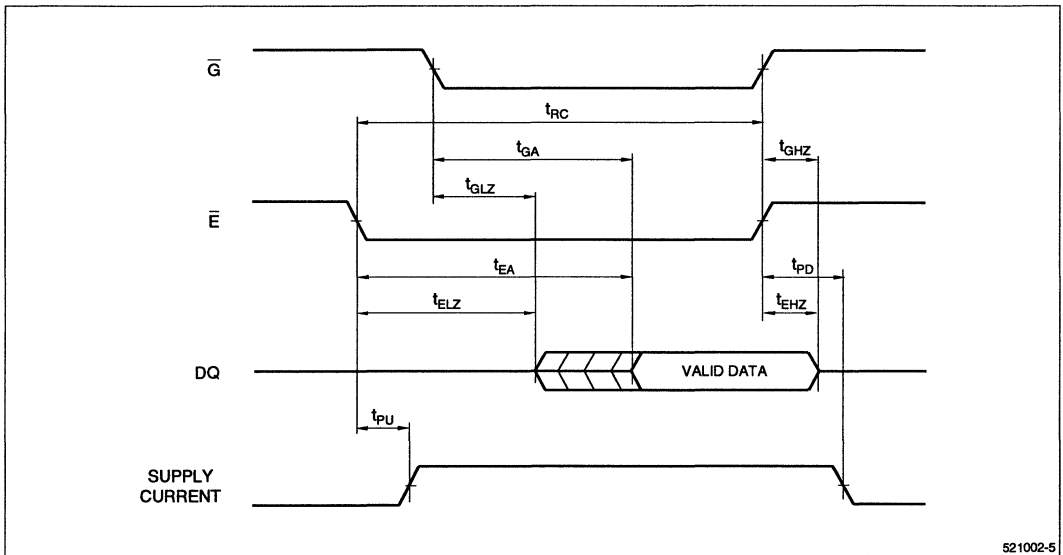 G̅
tRC
tGA
tGHZ
tGLZ
E̅
tEA
tPD
tELZ
tEHZ
DQ
VALID DATA
tPU
SUPPLY
CURRENT
521002-5